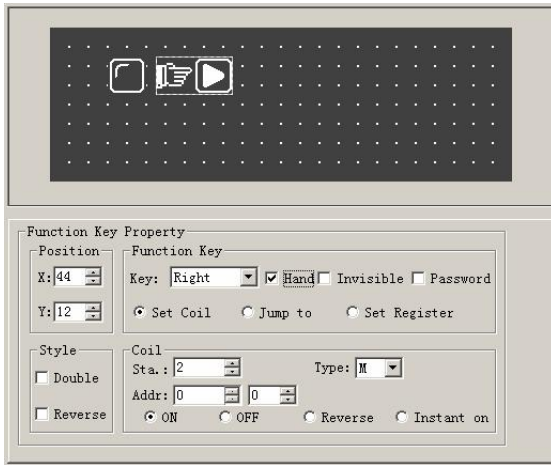 Function Key Property
Position
X: 44
Y: 12
Function Key
Key: Right Hand Invisible Password
Set Coil Jump to Set Register
Style
Double
Reverse
Coil
Sta.: 2 Type: M
Addr: 0 0
ON OFF Reverse Instant on